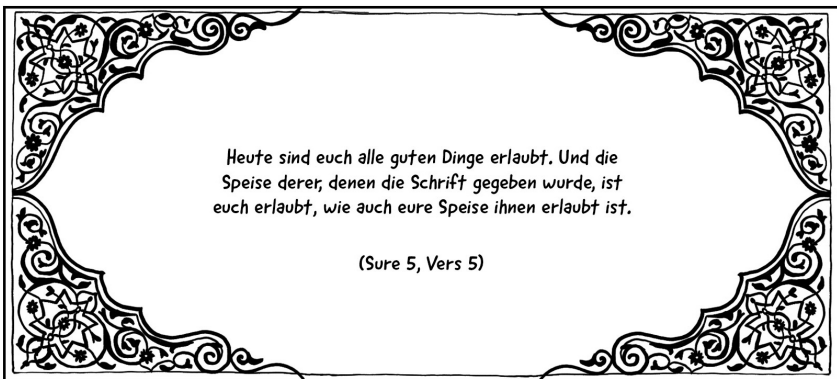 Heute sind euch alle guten Dinge erlaubt. Und die
Speise derer, denen die Schrift gegeben wurde, ist
euch erlaubt, wie auch eure Speise ihnen erlaubt ist.
(Sure 5, Vers 5)